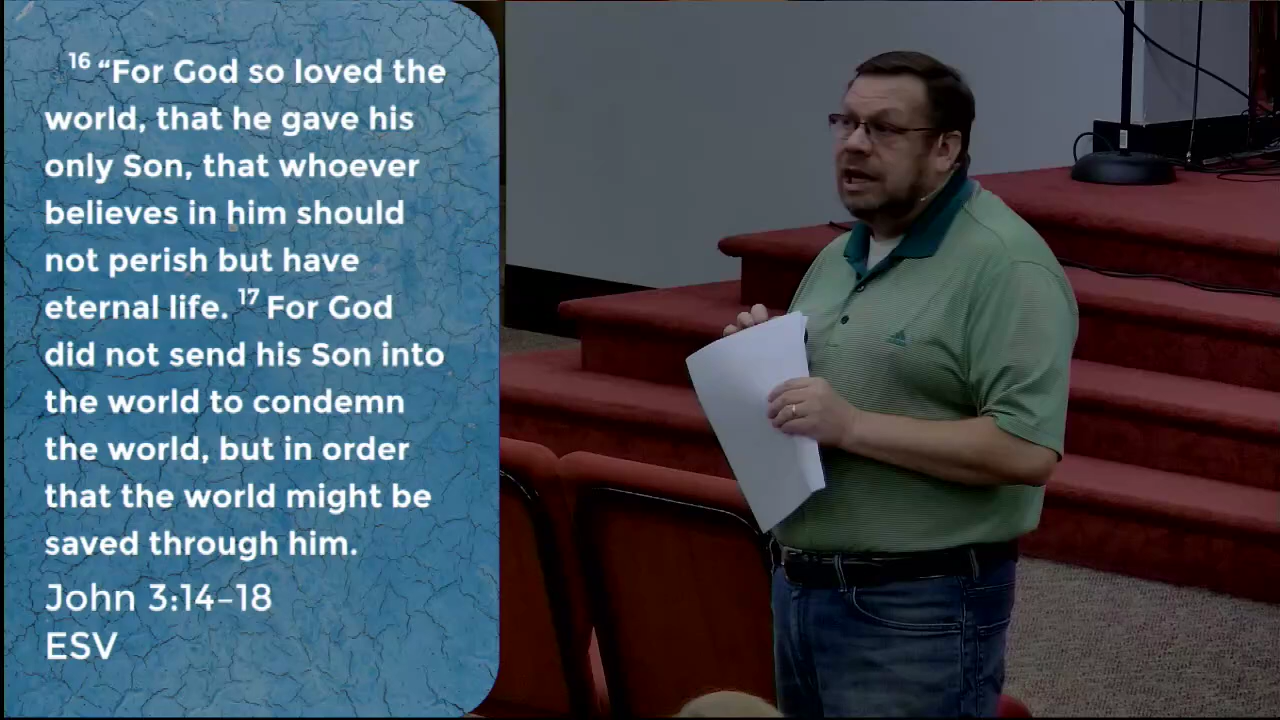 16 “For God so loved the
world, that he gave his
only Son, that whoever
believes in him should
not perish but have
eternal life. 17 For God
did not send his Son into
the world to condemn
the world, but in order
that the world might be
saved through him.
John 3:14–18
ESV